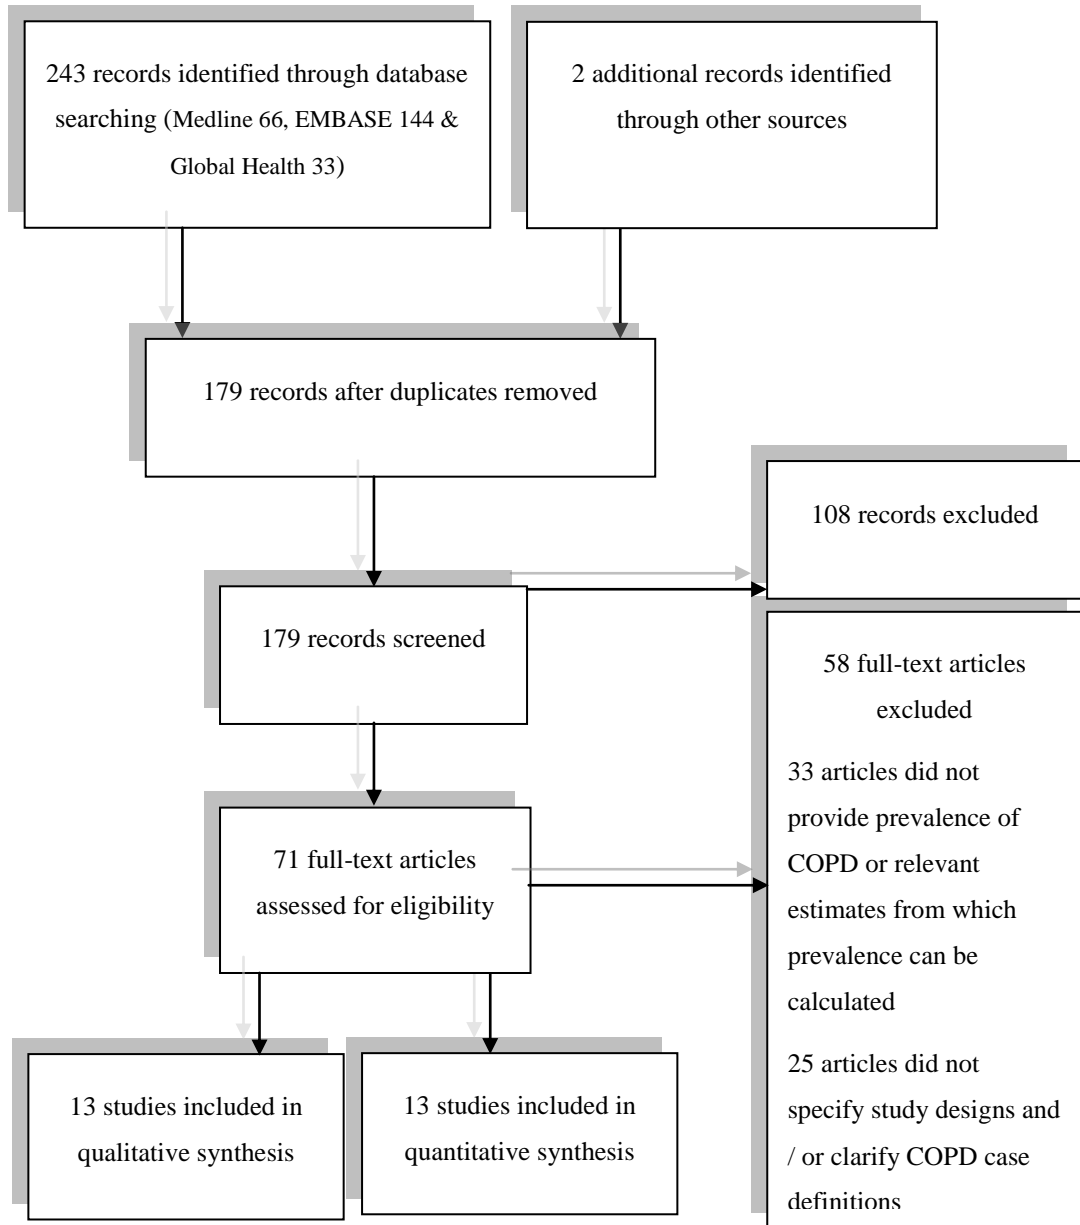 243 records identified through database
searching (Medline 66, EMBASE 144 &
Global Health 33)
2 additional records identified
through other sources
179 records after duplicates removed
108 records excluded
179 records screened
58 full-text articles
excluded
33 articles did not
provide prevalence of
COPD or relevant
estimates from which
prevalence can be
calculated
25 articles did not
specify study designs and
/ or clarify COPD case
definitions
71 full-text articles
assessed for eligibility
13 studies included in
qualitative synthesis
13 studies included in
quantitative synthesis